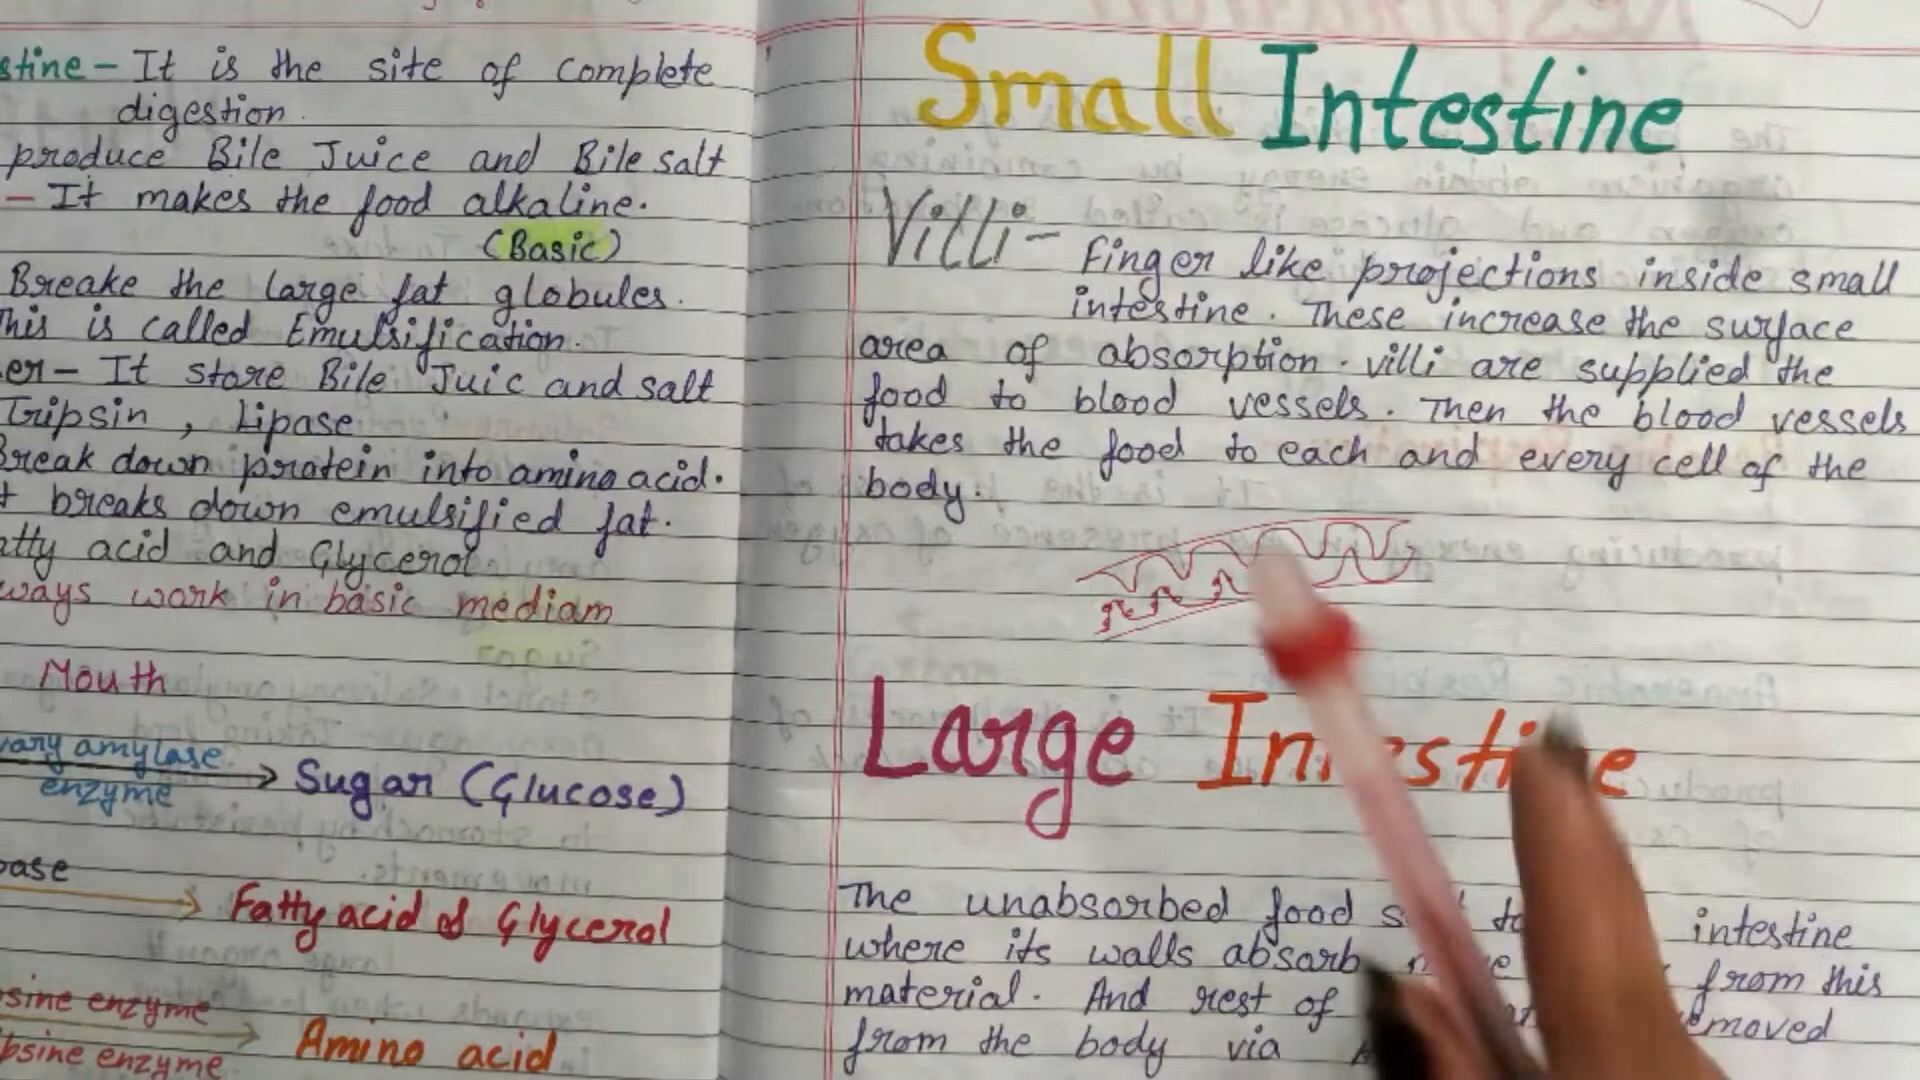 stine - It is the site of complete
digestion.
produce Bile Juice and Bile salt
- It makes the food alkaline.
(Basic)
Breake the large fat globules.
This is called Emulsification.
er - It store Bile Juic and salt
Tripsin , Lipase
Break down protein into amino acid.
t breaks down emulsified fat.
atty acid and Glycerol
ways work in basic mediam
Mouth
vary amylase
enzyme
Sugar (Glucose)
pase
Fatty acid & Glycerol
psine enzyme
psine enzyme
Amino acid
Small Intestine
Villi - Finger like projections inside small
intestine. These increase the surface
area of absorption. villi are supplied the
food to blood vessels. Then the blood vessels
takes the food to each and every cell of the
body.
Large Intestine
The unabsorbed food intestine
where its walls absorb from this
material. And rest of removed
from the body via